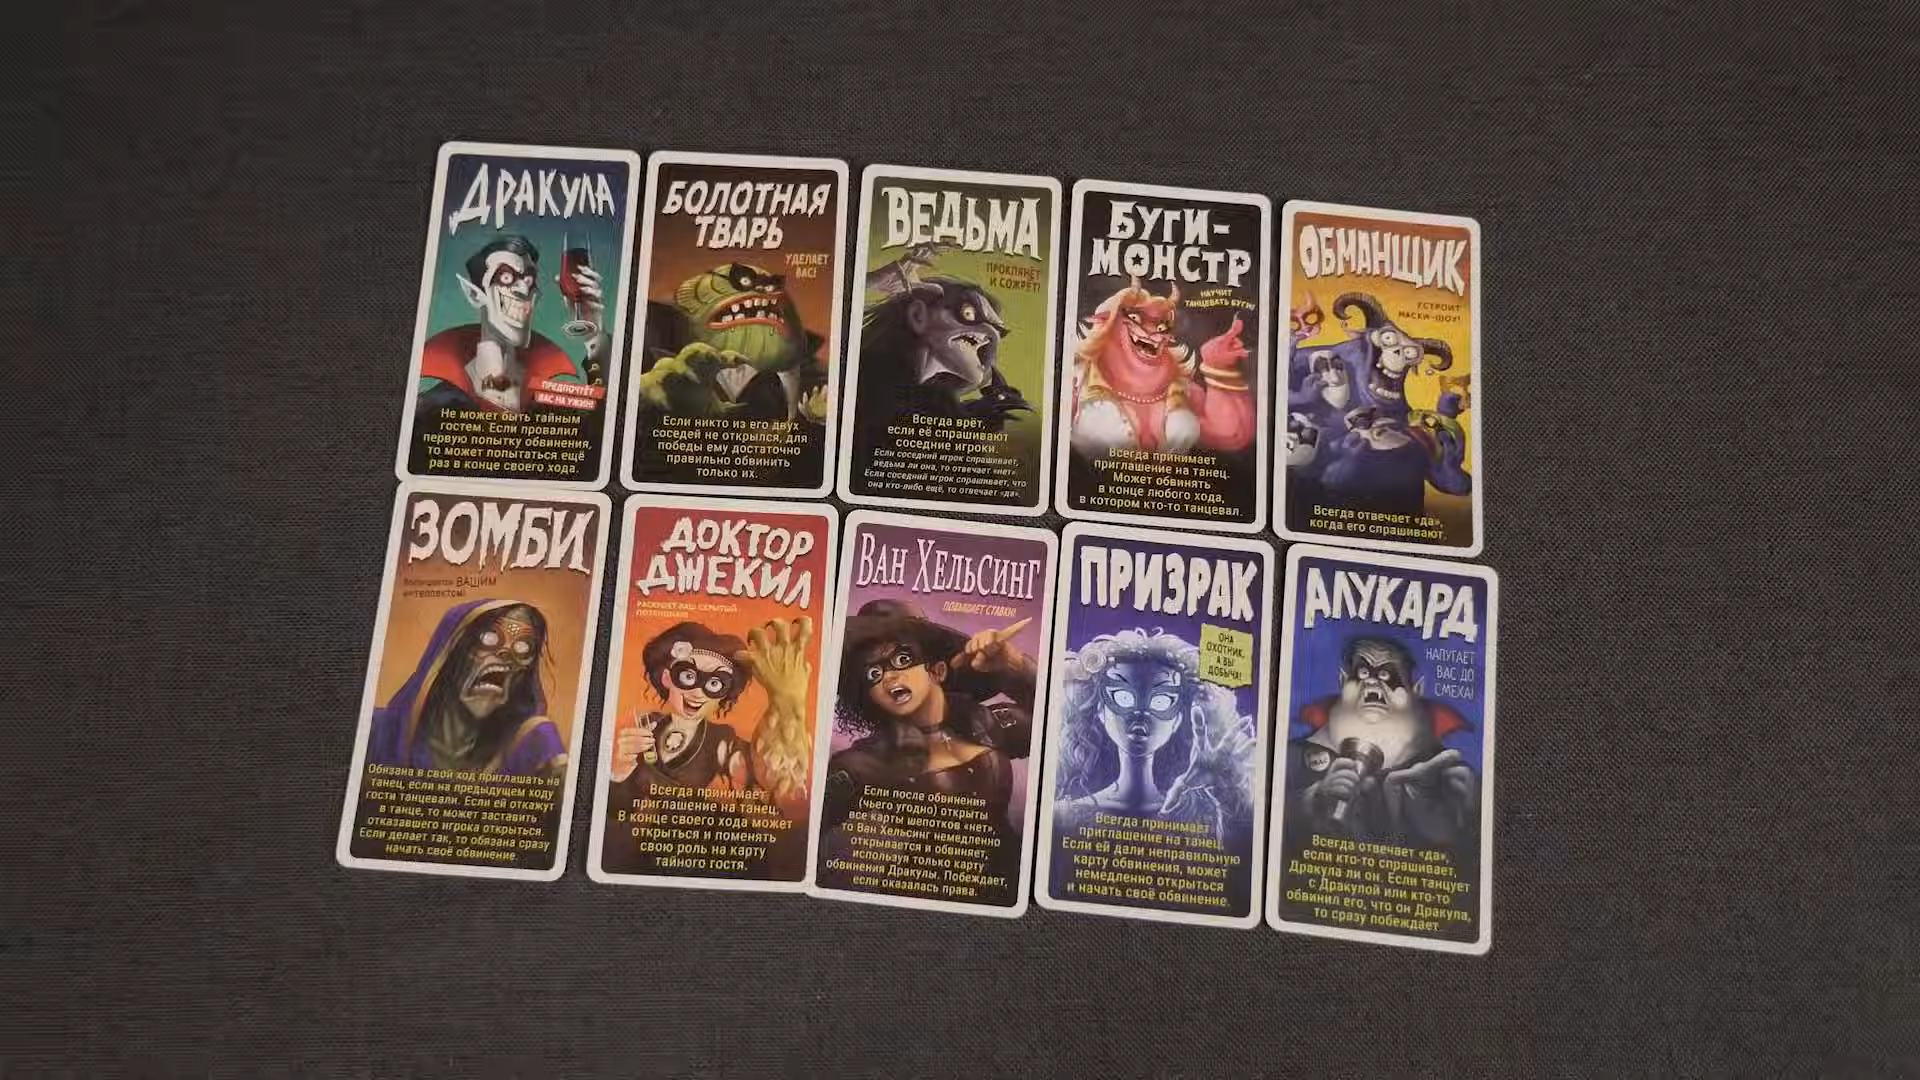 ДРАКУЛА
ПРЕДПОЧТЁТ
ВАС НА УЖИН!
Не может быть тайным
гостем. Если провалил
первую попытку обвинения,
то может попытаться ещё
раз в конце своего хода.
БОЛОТНАЯ
ТВАРЬ
УДЕЛАЕТ
ВАС!
Если никто из его двух
соседей не открылся, для
победы ему достаточно
правильно обвинить
только их.
ВЕДЬМА
ПРОКЛЯНЁТ
И СОЖРЁТ!
Всегда врёт,
если её спрашивают
соседние игроки.
Если соседний игрок спрашивает,
ведьма ли она, то отвечает «нет».
Если соседний игрок спрашивает, что
она кто-либо ещё, то отвечает «да».
БУГИ-
МОНСТР
НАУЧИТ
ТАНЦЕВАТЬ БУГИ!
Всегда принимает
приглашение на танец.
Может обвинять
в конце любого хода,
в котором кто-то танцевал.
ОБМАНЩИК
УСТРОИТ
МАСКИ-ШОУ!
Всегда отвечает «да»,
когда его спрашивают.
ЗОМБИ
ВАШИМ
интеллектом!
Обязана в свой ход приглашать на
танец, если на предыдущем ходу
гости танцевали. Если ей откажут
в танце, то может заставить
отказавшего игрока открыться.
Если делает так, то обязана сразу
начать своё обвинение.
ДОКТОР
ДЖЕКИЛ
РАСКРОЕТ ВАШ СКРЫТЫЙ
ПОТЕНЦИАЛ!
Всегда принимает
приглашение на танец.
В конце своего хода может
открыться и поменять
свою роль на карту
тайного гостя.
ВАН ХЕЛЬСИНГ
ПОВЫШАЕТ СТАВКИ!
Если после обвинения
(чьего угодно) открыты
все карты шепотков «нет»,
то Ван Хельсинг немедленно
открывается и обвиняет,
используя только карту
обвинения Дракулы. Побеждает,
если оказалась права.
ПРИЗРАК
ОНА
ОХОТНИК,
А ВЫ
ДОБЫЧА!
Всегда принимает
приглашение на танец.
Если ей дали неправильную
карту обвинения, может
немедленно открыться
и начать своё обвинение.
АЛУКАРД
НАПУГАЕТ
ВАС ДО
СМЕХА!
Всегда отвечает «да»,
если кто-то спрашивает,
Дракула ли он. Если танцует
с Дракулой или кто-то
обвинил его, что он Дракула,
то сразу побеждает.